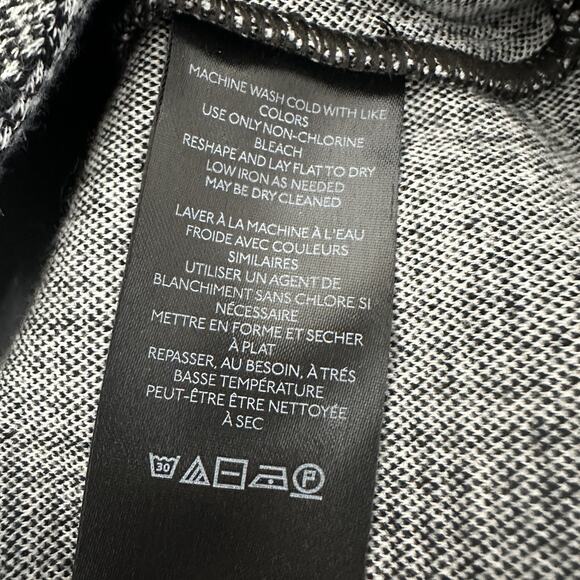 MACHINE WASH COLD WITH LIKE
COLORS
USE ONLY NON-CHLORINE
BLEACH
RESHAPE AND LAY FLAT TO DRY
LOW IRON AS NEEDED
MAY BE DRY CLEANED
LAVER À LA MACHINE À L'EAU
FROIDE AVEC COULEURS
SIMILAIRES
UTILISER UN AGENT DE
BLANCHIMENT SANS CHLORE SI
NÉCESSAIRE
METTRE EN FORME ET SECHER
À PLAT
REPASSER, AU BESOIN, À TRÉS
BASSE TEMPÉRATURE
PEUT-ÊTRE ÊTRE NETTOYÉE
À SEC
30 P